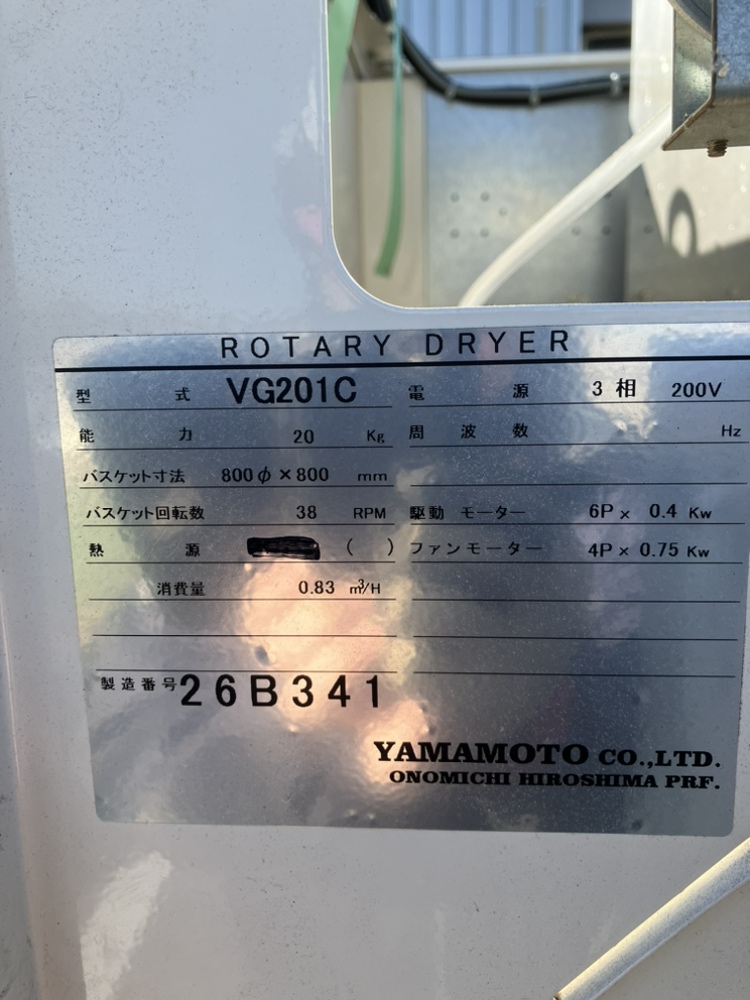 ROTARY DRYER
型式 VG201C
能力 20 Kg
バスケット寸法 800φ×800 mm
バスケット回転数 38 RPM
熱源 ( )
消費量 0.83 m³/H
製造番号 26B341
電源 3相 200V
周波数 Hz
駆動モーター 6P× 0.4 Kw
ファンモーター 4P×0.75 Kw
YAMAMOTO CO.,LTD.
ONOMICHI HIROSHIMA PRF.